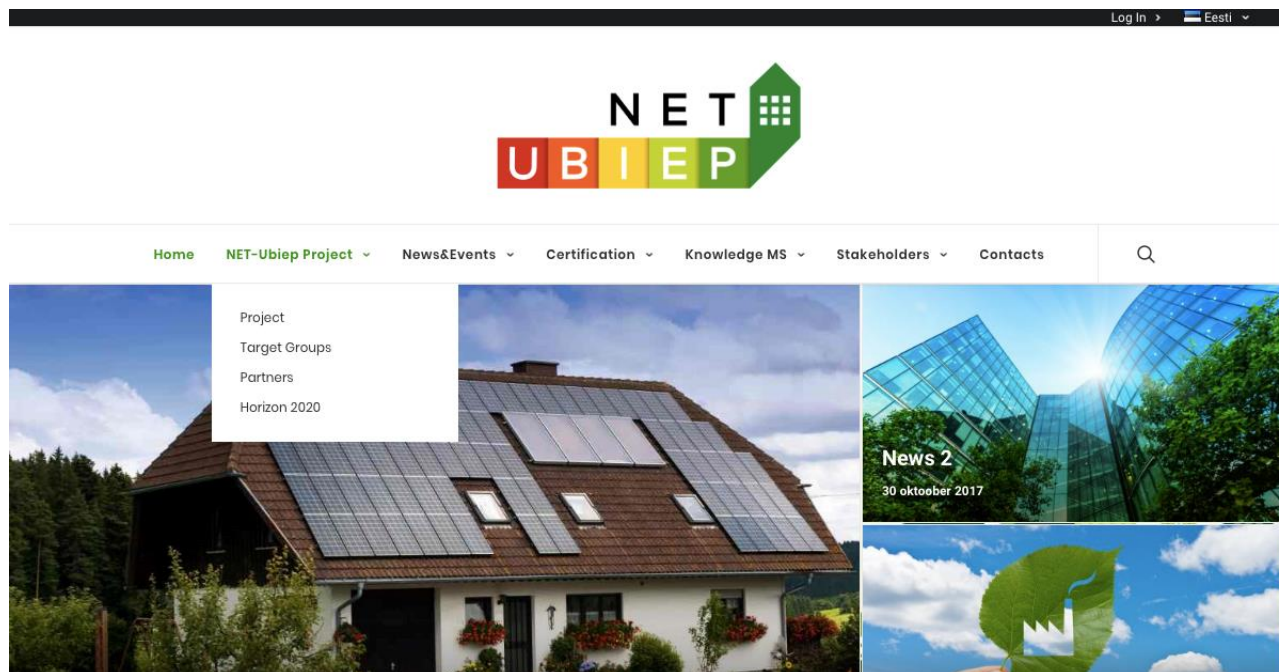 Log In Eesti
NET
UBIEP
Home NET-Ubiep Project News&Events Certification Knowledge MS Stakeholders Contacts
Project
Target Groups
Partners
Horizon 2020
News 2
30 oktoober 2017